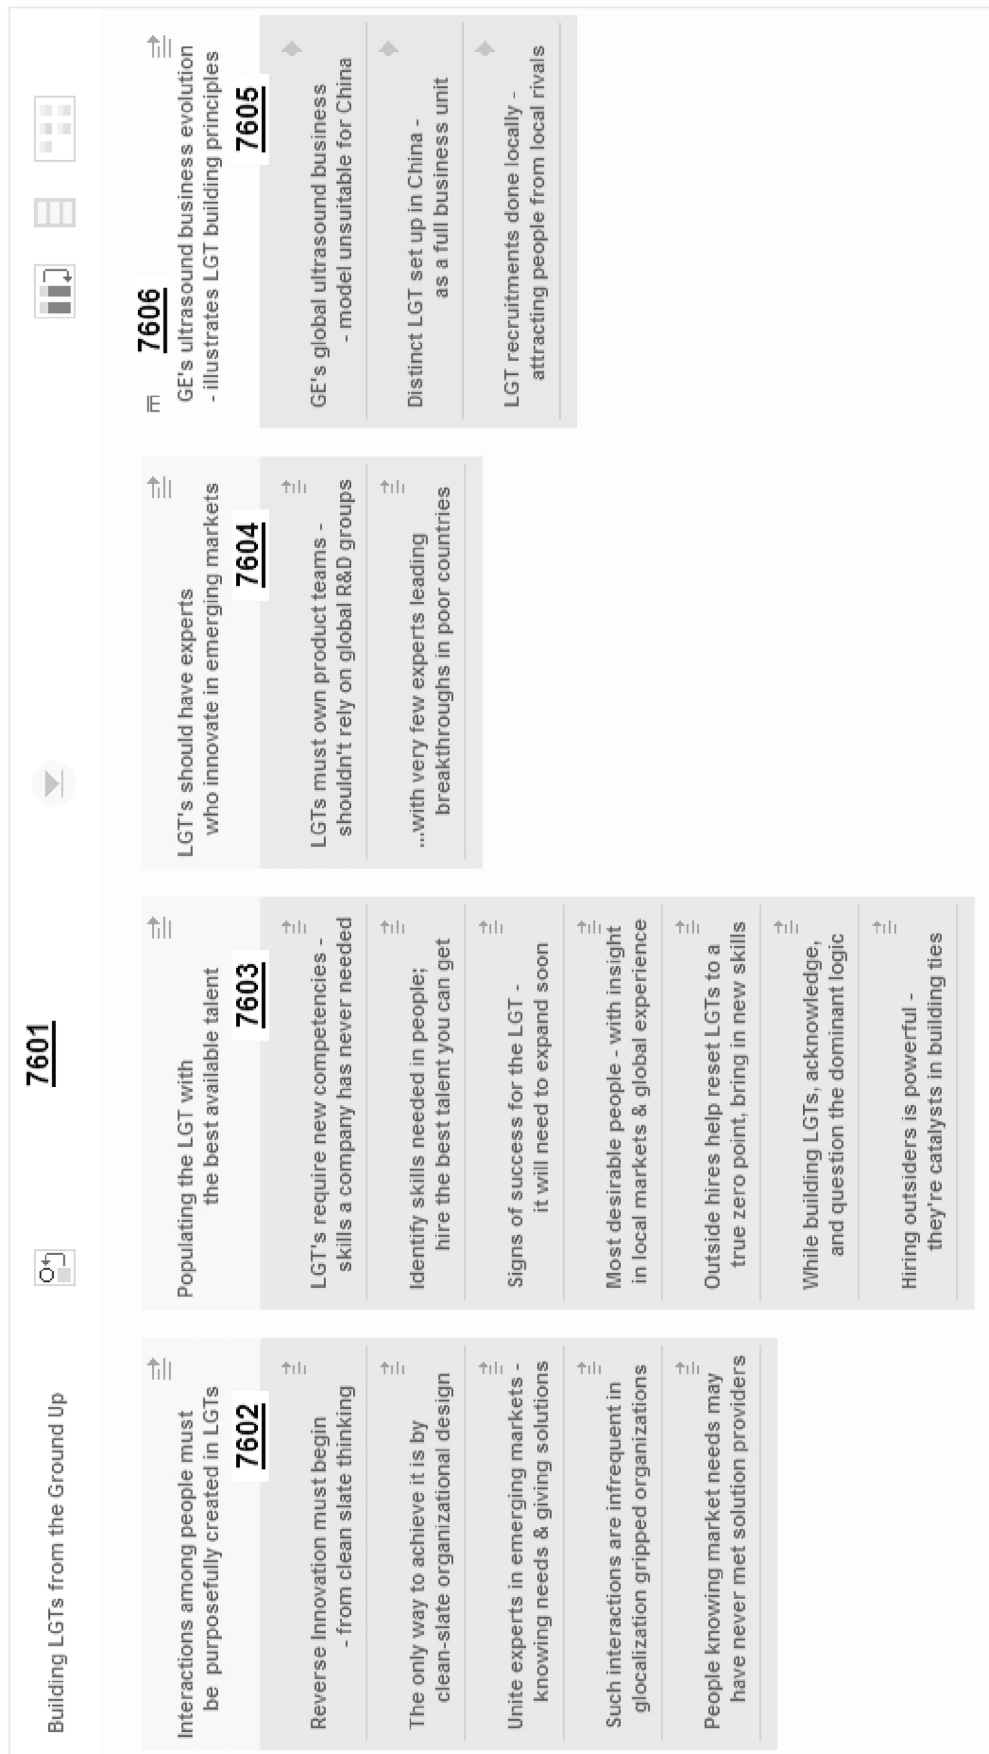 Building LGTs from the Ground Up
7601
Interactions among people must
be purposefully created in LGTs
7602
Reverse Innovation must begin
- from clean slate thinking
The only way to achieve it is by
clean-slate organizational design
Unite experts in emerging markets -
knowing needs & giving solutions
Such interactions are infrequent in
glocalization gripped organizations
People knowing market needs may
have never met solution providers
Populating the LGT with
the best available talent
7603
LGT's require new competencies -
skills a company has never needed
Identify skills needed in people;
hire the best talent you can get
Signs of success for the LGT -
it will need to expand soon
Most desirable people - with insight
in local markets & global experience
Outside hires help reset LGTs to a
true zero point, bring in new skills
While building LGTs, acknowledge,
and question the dominant logic
Hiring outsiders is powerful -
they're catalysts in building ties
LGT's should have experts
who innovate in emerging markets
7604
LGTs must own product teams -
shouldn't rely on global R&D groups
...with very few experts leading
breakthroughs in poor countries
7606
GE's ultrasound business evolution
- illustrates LGT building principles
7605
GE's global ultrasound business
- model unsuitable for China
Distinct LGT set up in China -
as a full business unit
LGT recruitments done locally -
attracting people from local rivals